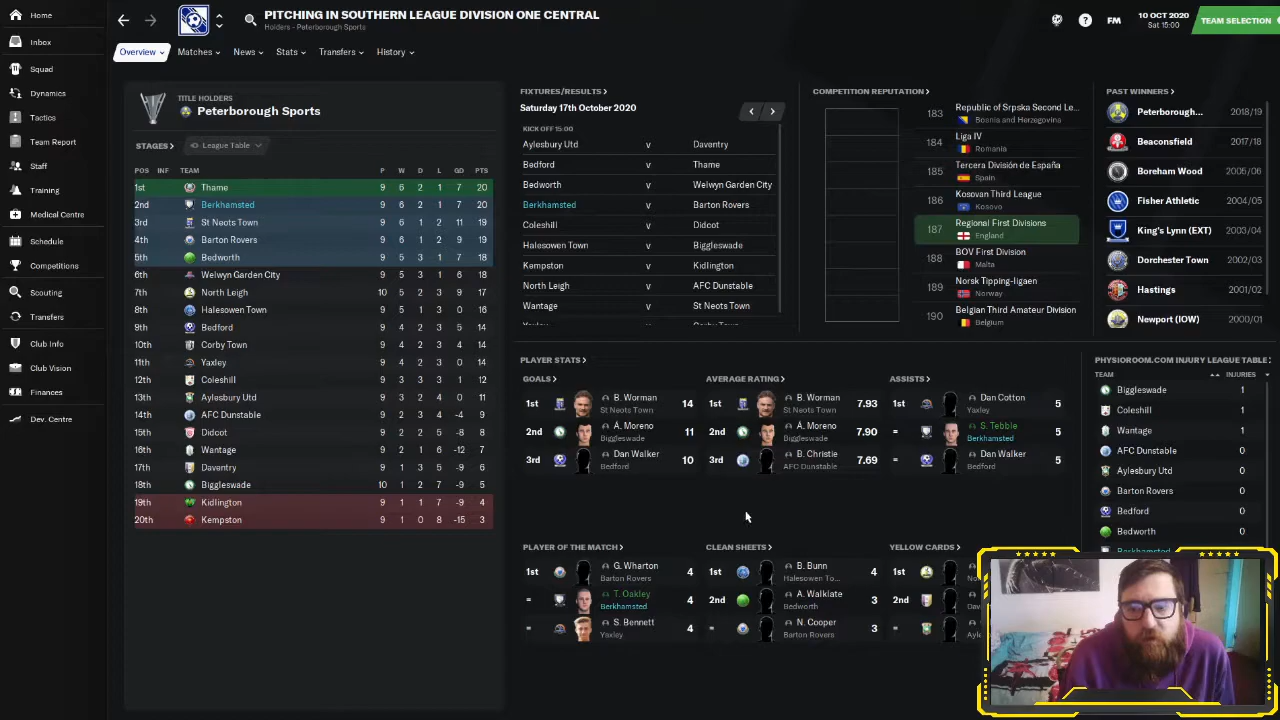 Home
Inbox
Squad
Dynamics
Tactics
Team Report
Staff
Training
Medical Centre
Schedule
Competitions
Scouting
Transfers
Club Info
Club Vision
Finances
Dev. Centre
PITCHING IN SOUTHERN LEAGUE DIVISION ONE CENTRAL
Holders - Peterborough Sports
FM
10 OCT 2020
Sat 15:00
TEAM SELECTION
Overview
Matches
News
Stats
Transfers
History
TITLE HOLDERS
Peterborough Sports
STAGES
League Table
POS INF TEAM P W D L GD PTS
1st Thame 9 6 2 1 7 20
2nd Berkhamsted 9 6 2 1 7 20
3rd St Neots Town 9 6 1 2 11 19
4th Barton Rovers 9 6 1 2 9 19
5th Bedworth 9 5 3 1 7 18
6th Welwyn Garden City 9 5 3 1 6 18
7th North Leigh 10 5 2 3 9 17
8th Halesowen Town 9 5 1 3 0 16
9th Bedford 9 4 2 3 5 14
10th Corby Town 9 4 2 3 4 14
11th Yaxley 9 4 2 3 0 14
12th Coleshill 9 3 3 3 1 12
13th Aylesbury Utd 9 3 2 4 0 11
14th AFC Dunstable 9 2 3 4 -4 9
15th Didcot 9 2 2 5 -8 8
16th Wantage 9 2 1 6 -12 7
17th Daventry 9 1 3 5 -9 6
18th Biggleswade 10 1 2 7 -9 5
19th Kidlington 9 1 1 7 -9 4
20th Kempston 9 1 0 8 -15 3
FIXTURES/RESULTS
Saturday 17th October 2020
KICK OFF 15:00
Aylesbury Utd v Daventry
Bedford v Thame
Bedworth v Welwyn Garden City
Berkhamsted v Barton Rovers
Coleshill v Didcot
Halesowen Town v Biggleswade
Kempston v Kidlington
North Leigh v AFC Dunstable
Wantage v St Neots Town
Yaxley v Corby Town
COMPETITION REPUTATION
183 Republic of Srpska Second Le...
Bosnia and Herzegovina
184 Liga IV
Romania
185 Tercera División de España
Spain
186 Kosovan Third League
Kosovo
187 Regional First Divisions
England
188 BOV First Division
Malta
189 Norsk Tipping-ligaen
Norway
190 Belgian Third Amateur Division
Belgium
PAST WINNERS
Peterborough... 2018/19
Beaconsfield 2017/18
Boreham Wood 2005/06
Fisher Athletic 2004/05
King's Lynn (EXT) 2003/04
Dorchester Town 2002/03
Hastings 2001/02
Newport (IOW) 2000/01
PLAYER STATS
GOALS
1st B. Worman 14
St Neots Town
2nd Á. Moreno 11
Biggleswade
3rd Dan Walker 10
Bedford
AVERAGE RATING
1st B. Worman 7.93
St Neots Town
2nd Á. Moreno 7.90
Biggleswade
3rd B. Christie 7.69
AFC Dunstable
ASSISTS
1st Dan Cotton 5
Yaxley
= S. Tebble 5
Berkhamsted
= Dan Walker 5
Bedford
PLAYER OF THE MATCH
1st G. Wharton 4
Barton Rovers
= T. Oakley 4
Berkhamsted
= S. Bennett 4
Yaxley
CLEAN SHEETS
1st B. Bunn 4
Halesowen To...
2nd A. Walklate 3
Bedworth
= N. Cooper 3
Barton Rovers
YELLOW CARDS
1st
2nd
=
PHYSIOROOM.COM INJURY LEAGUE TABLE
TEAM INJURIES
Biggleswade 1
Coleshill 1
Wantage 1
AFC Dunstable 0
Aylesbury Utd 0
Barton Rovers 0
Bedford 0
Bedworth 0
Berkhamsted